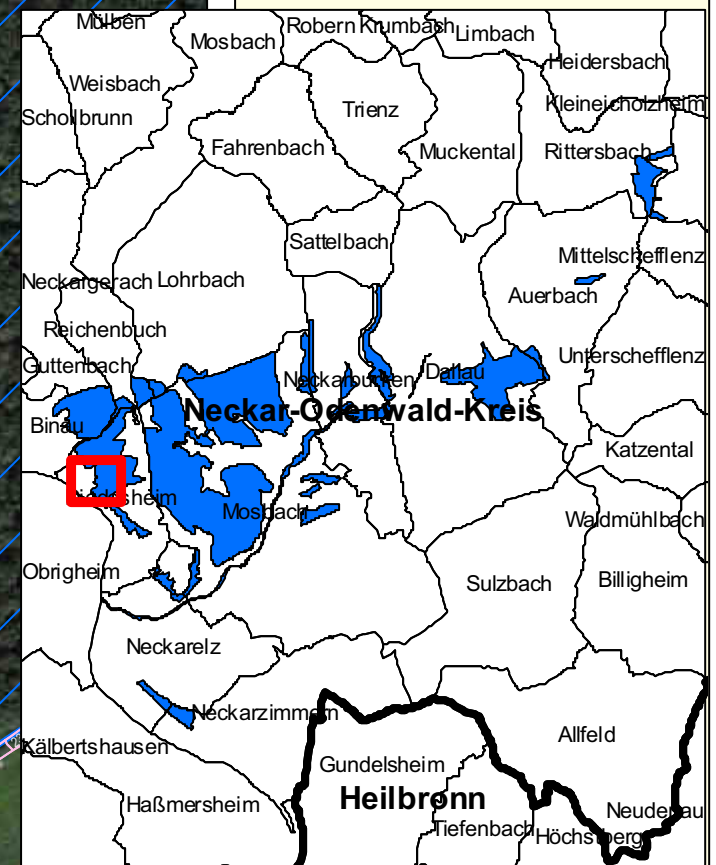 Mülben
Mosbach
Robern
Krumbach
Limbach
Heidersbach
Weisbach
Trienz
Kleineicholzheim
Schollbrunn
Fahrenbach
Muckental
Rittersbach
Sattelbach
Mittelschefflenz
Neckargerach
Lohrbach
Auerbach
Reichenbuch
Unterschefflenz
Guttenbach
Neckarburken
Dallau
Neckar-Odenwald-Kreis
Binau
Katzental
Mosbach
Waldmühlbach
Obrigheim
Sulzbach
Billigheim
Neckarelz
Neckarzimmern
Allfeld
Kälbertshausen
Gundelsheim
Heilbronn
Haßmersheim
Neudenau
Tiefenbach
Höchstberg